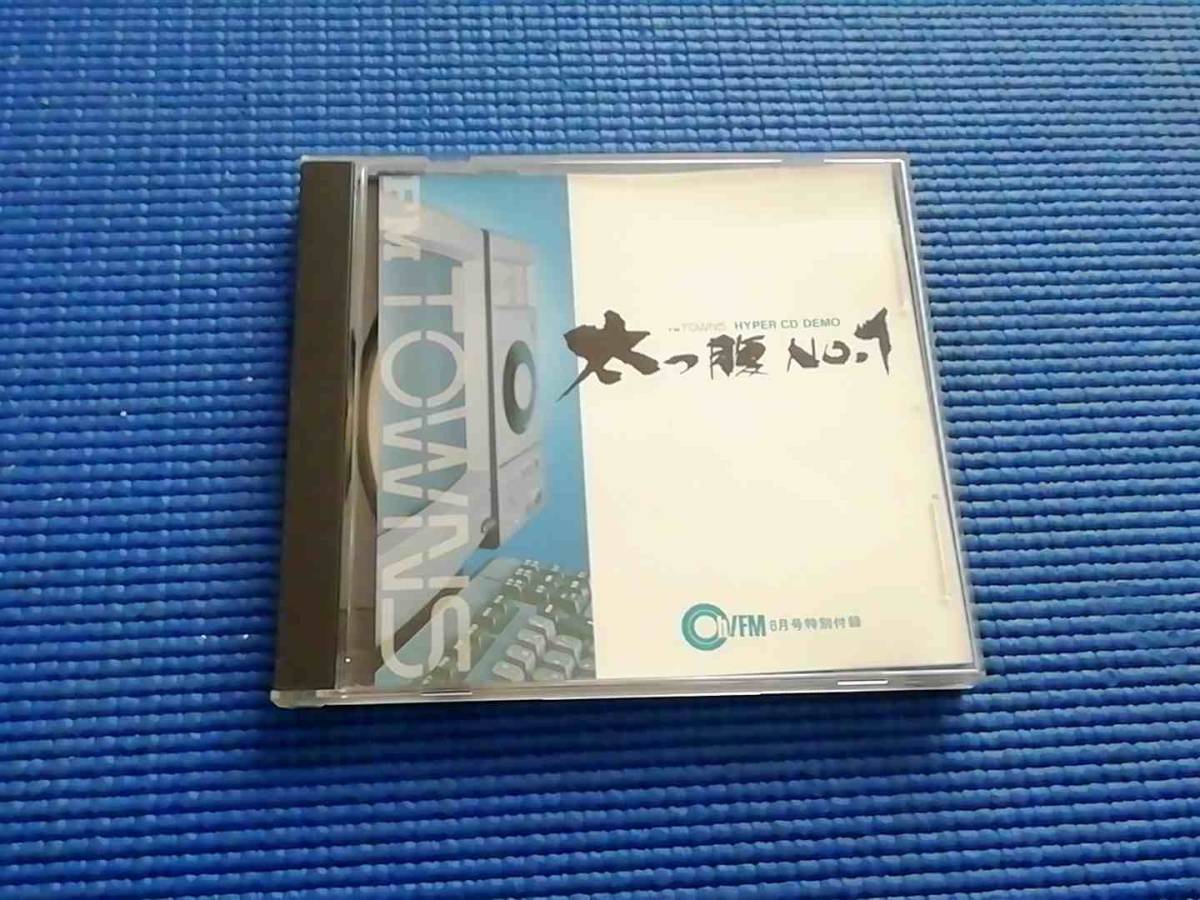 FM TOWNS
FM TOWNS HYPER CD DEMO
太っ腹 NO.1
Oh!FM 6月号特別付録